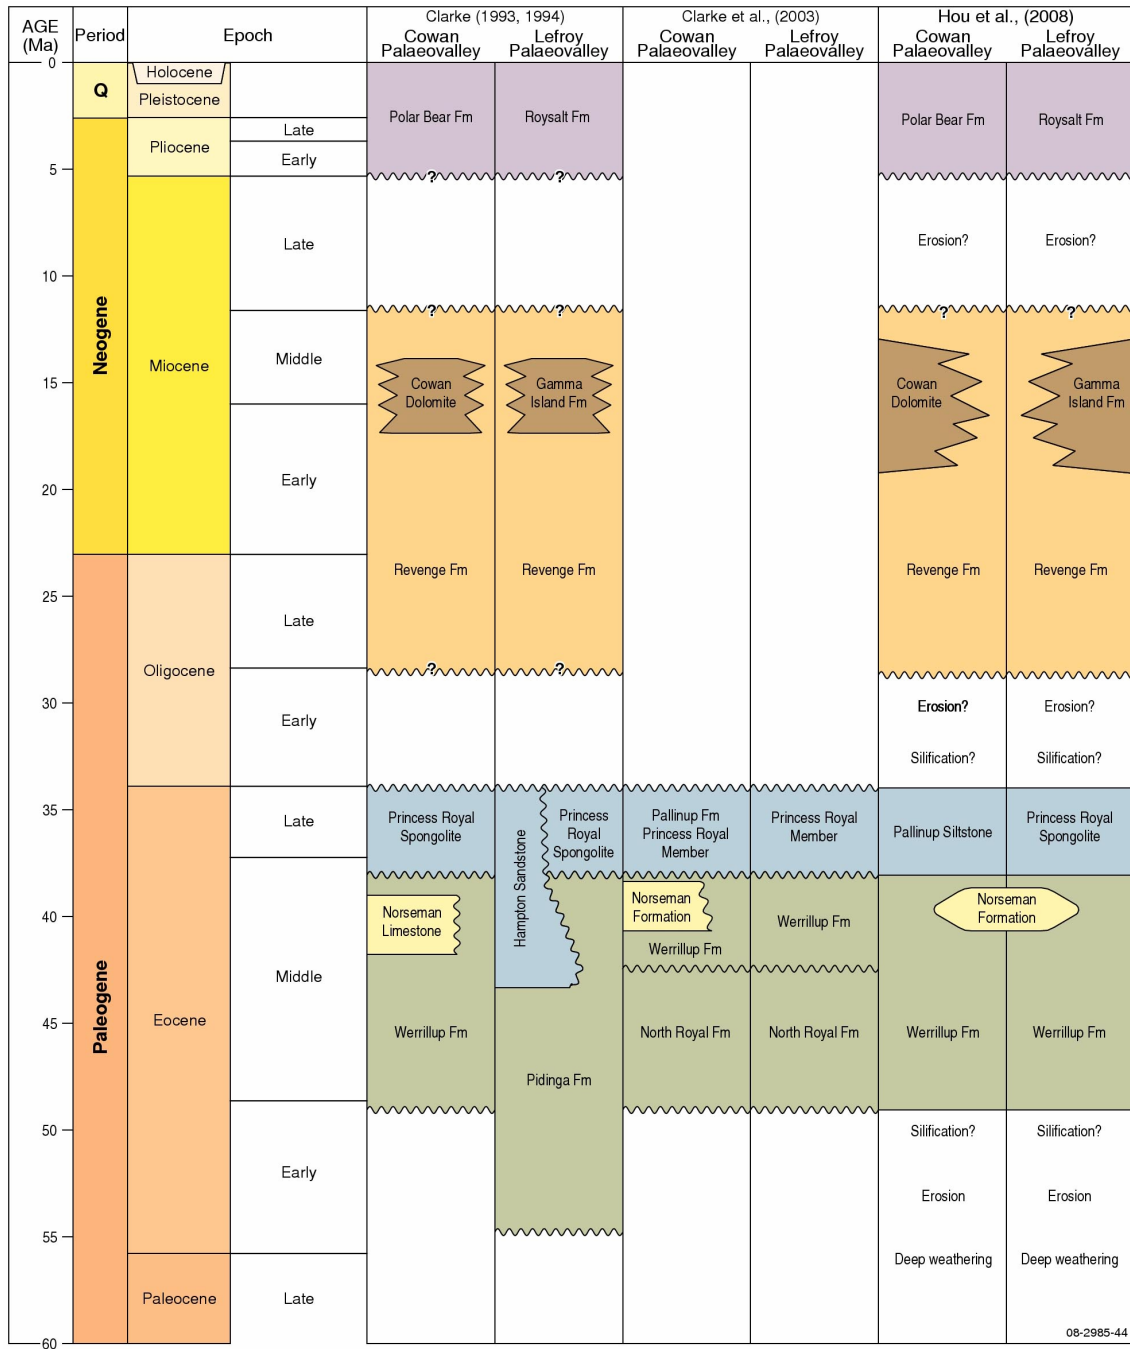 AGE
(Ma)
Period
Epoch
Clarke (1993, 1994)
Cowan
Palaeovalley
Lefroy
Palaeovalley
Clarke et al., (2003)
Cowan
Palaeovalley
Lefroy
Palaeovalley
Hou et al., (2008)
Cowan
Palaeovalley
Lefroy
Palaeovalley
0
5
10
15
20
25
30
35
40
45
50
55
60
Q
Neogene
Paleogene
Holocene
Pleistocene
Pliocene
Miocene
Oligocene
Eocene
Paleocene
Late
Early
Late
Middle
Early
Late
Early
Late
Middle
Early
Late
Polar Bear Fm
?
?
Cowan
Dolomite
Revenge Fm
?
Princess Royal
Spongolite
Norseman
Limestone
Werrillup Fm
Roysalt Fm
?
?
Gamma
Island Fm
Revenge Fm
?
Hampton Sandstone
Princess
Royal
Spongolite
Pidinga Fm
Pallinup Fm
Princess Royal
Member
Norseman
Formation
Werrillup Fm
North Royal Fm
Princess Royal
Member
Werrillup Fm
North Royal Fm
Polar Bear Fm
Erosion?
?
Cowan
Dolomite
Revenge Fm
Erosion?
Silification?
Pallinup Siltstone
Norseman
Formation
Werrillup Fm
Silification?
Erosion
Deep weathering
Roysalt Fm
Erosion?
?
Gamma
Island Fm
Revenge Fm
Erosion?
Silification?
Princess Royal
Spongolite
Werrillup Fm
Silification?
Erosion
Deep weathering
08-2985-44